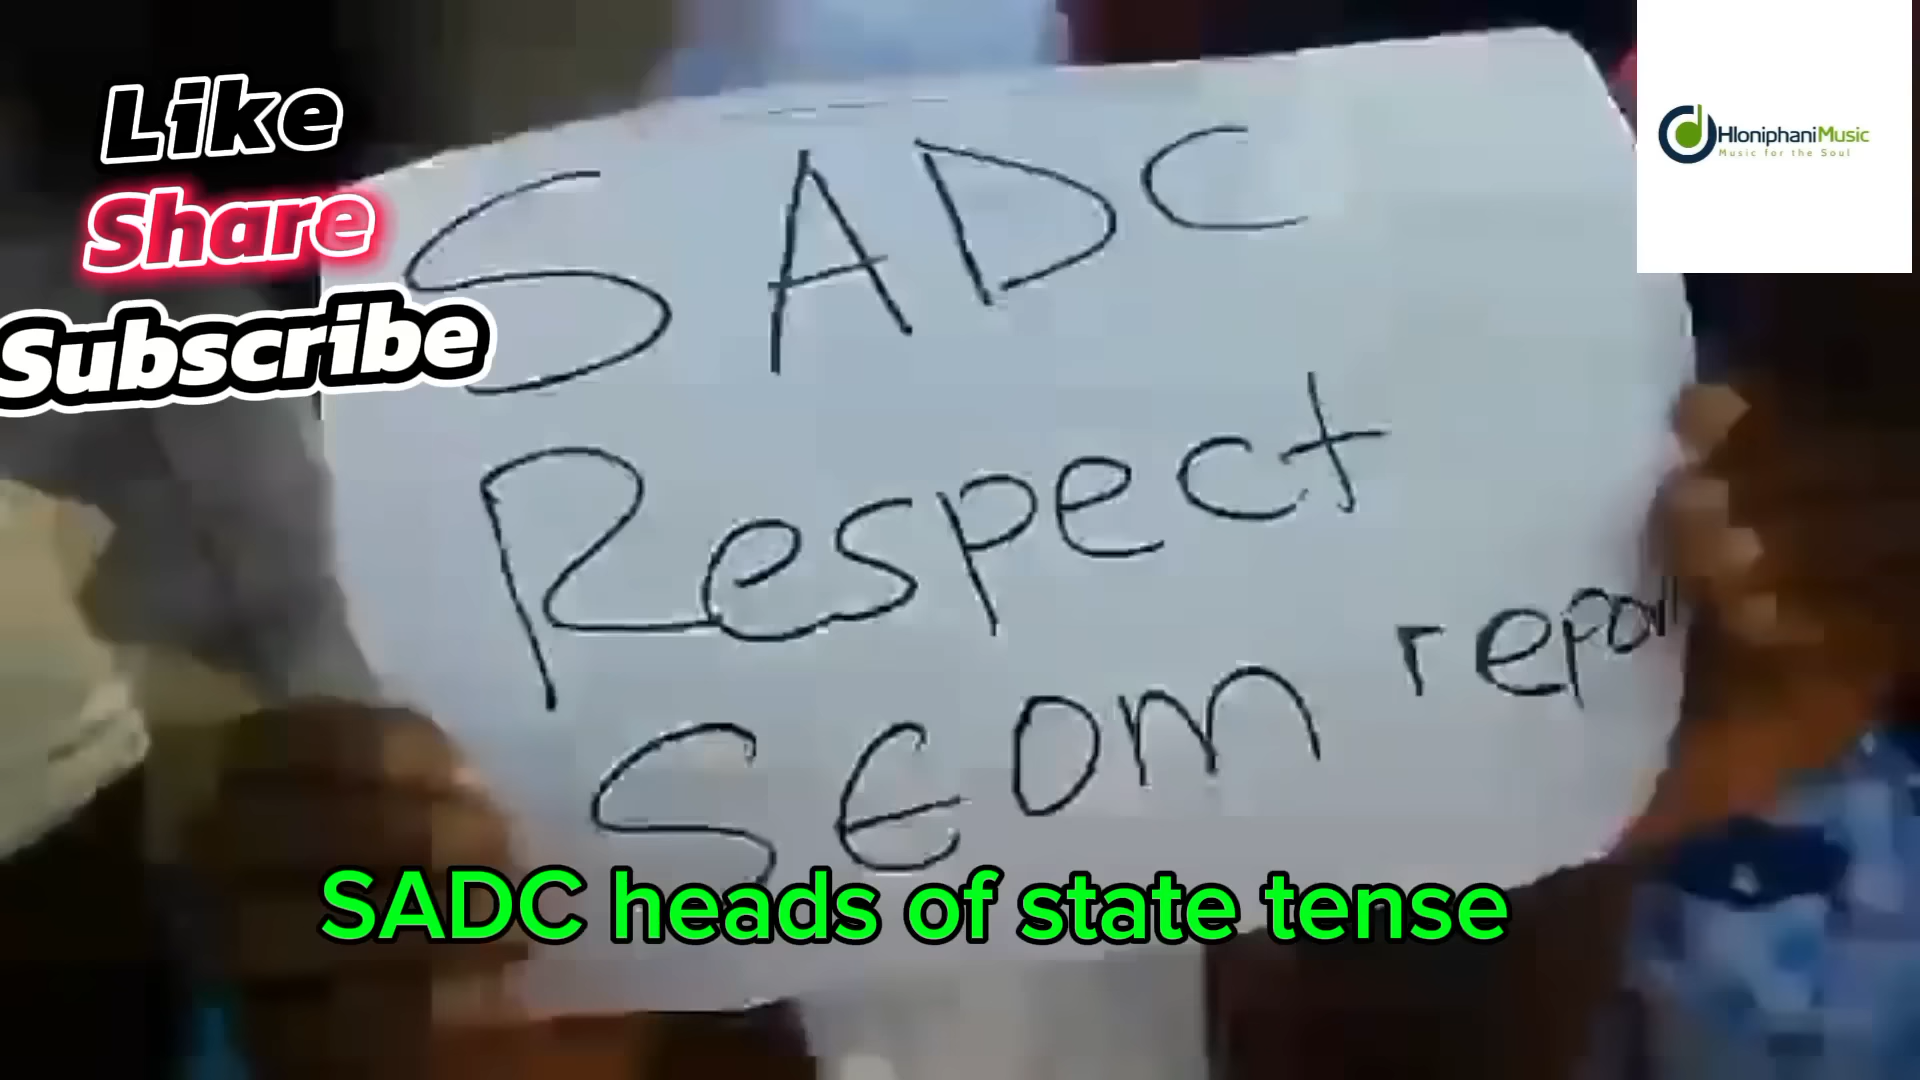 Like
Share
Subscribe
HloniphaniMusic
Music for the Soul
SADC
Respect
SEOM report
SADC heads of state tense